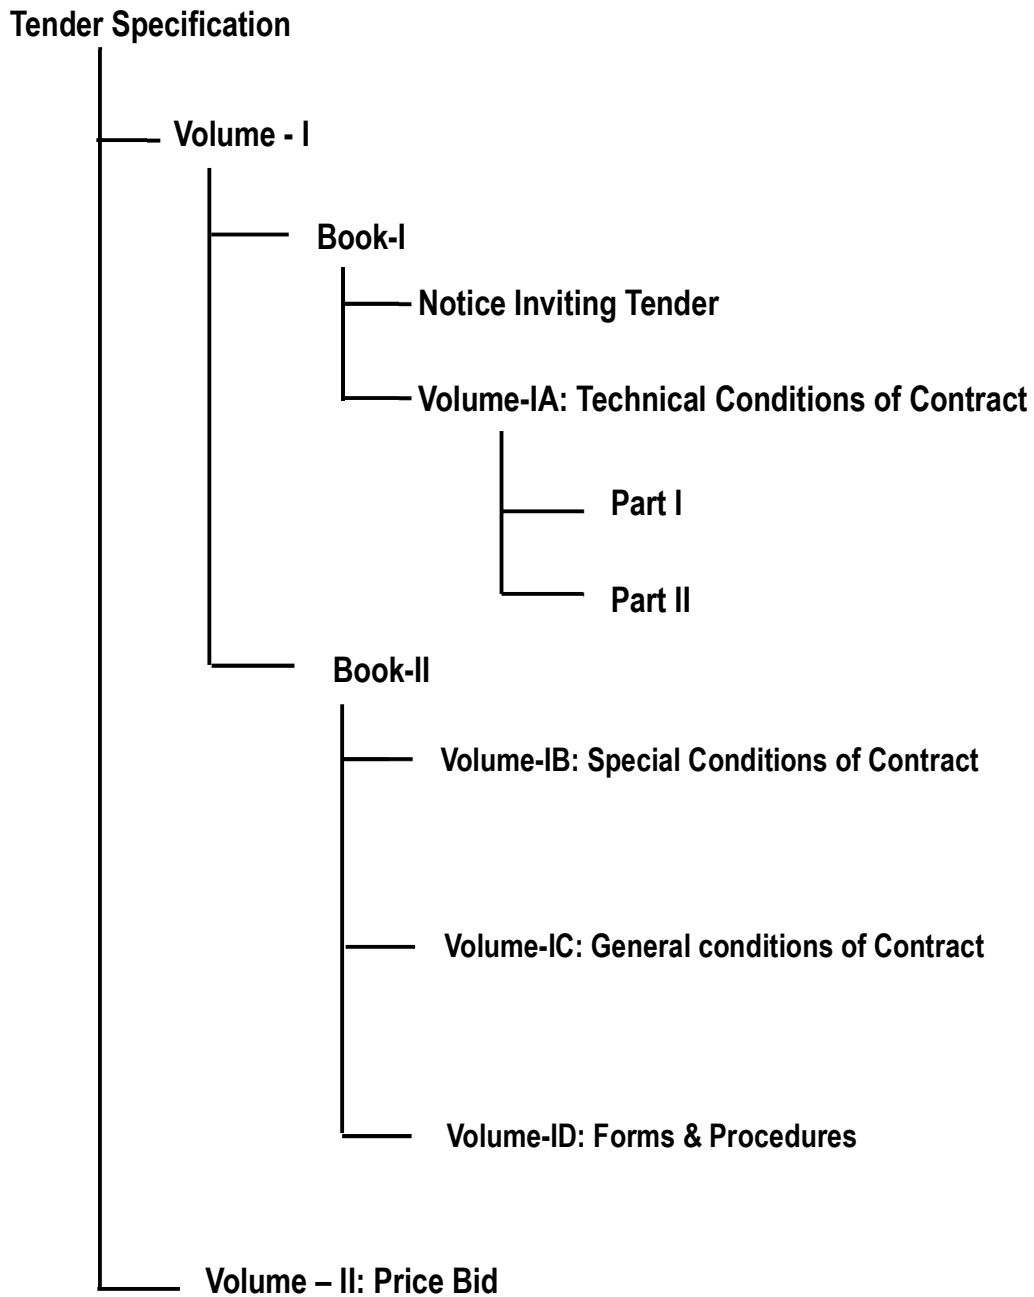 Tender Specification
Volume - I
Book-I
Notice Inviting Tender
Volume-IA: Technical Conditions of Contract
Part I
Part II
Book-II
Volume-IB: Special Conditions of Contract
Volume-IC: General conditions of Contract
Volume-ID: Forms & Procedures
Volume – II: Price Bid